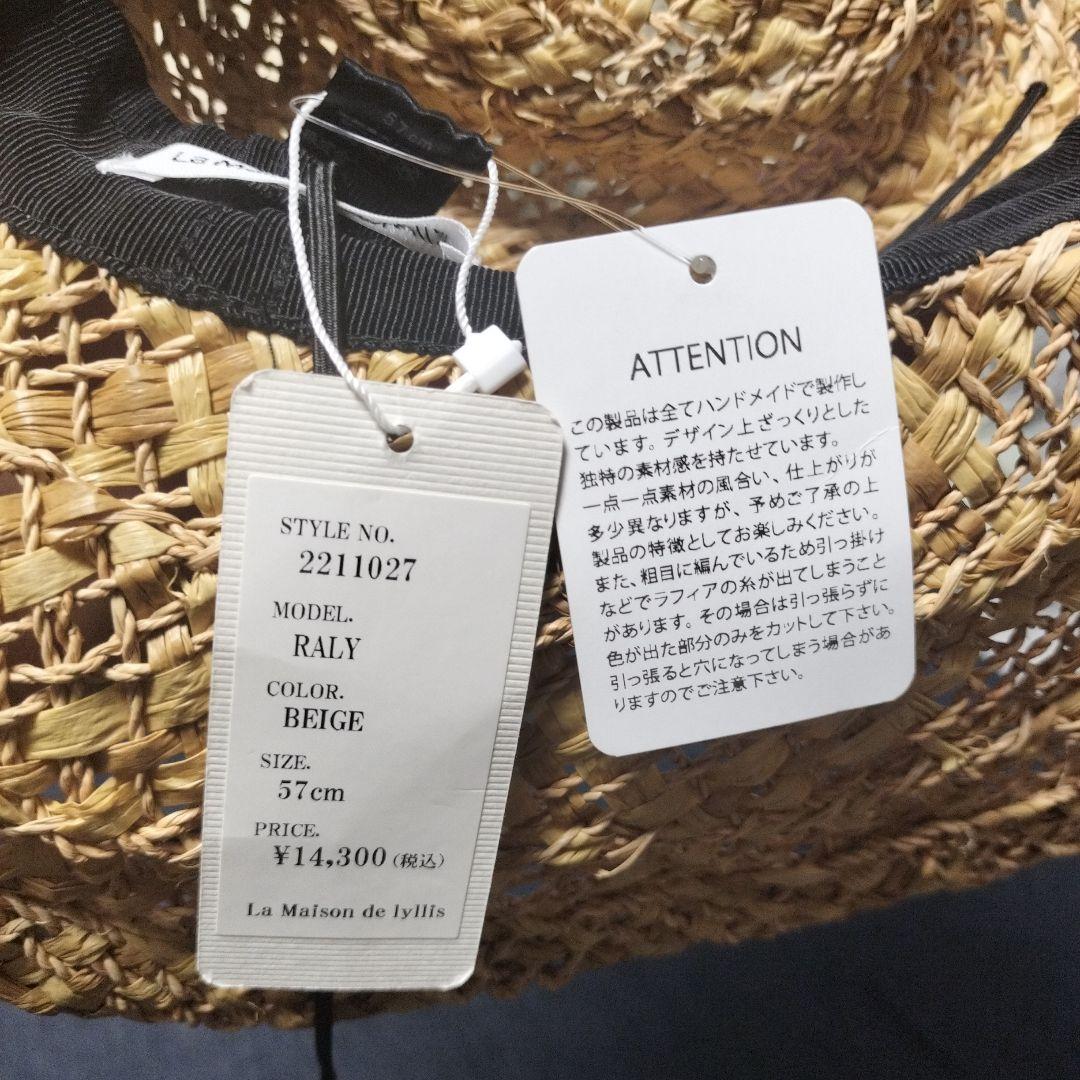 57cm
La M
STYLE NO.
2211027
MODEL.
RALY
COLOR.
BEIGE
SIZE.
57cm
PRICE.
¥14,300(税込)
La Maison de lyllis
ATTENTION
この製品は全てハンドメイドで製作し
ています。デザイン上ざっくりとした
独特の素材感を持たせています。
一点一点素材の風合い、仕上がりが
多少異なりますが、予めご了承の上
製品の特徴としてお楽しみください。
また、粗目に編んでいるため引っ掛け
などでラフィアの糸が出てしまうこと
があります。その場合は引っ張らずに
色が出た部分のみをカットして下さい。
引っ張ると穴になってしまう場合があ
りますのでご注意下さい。